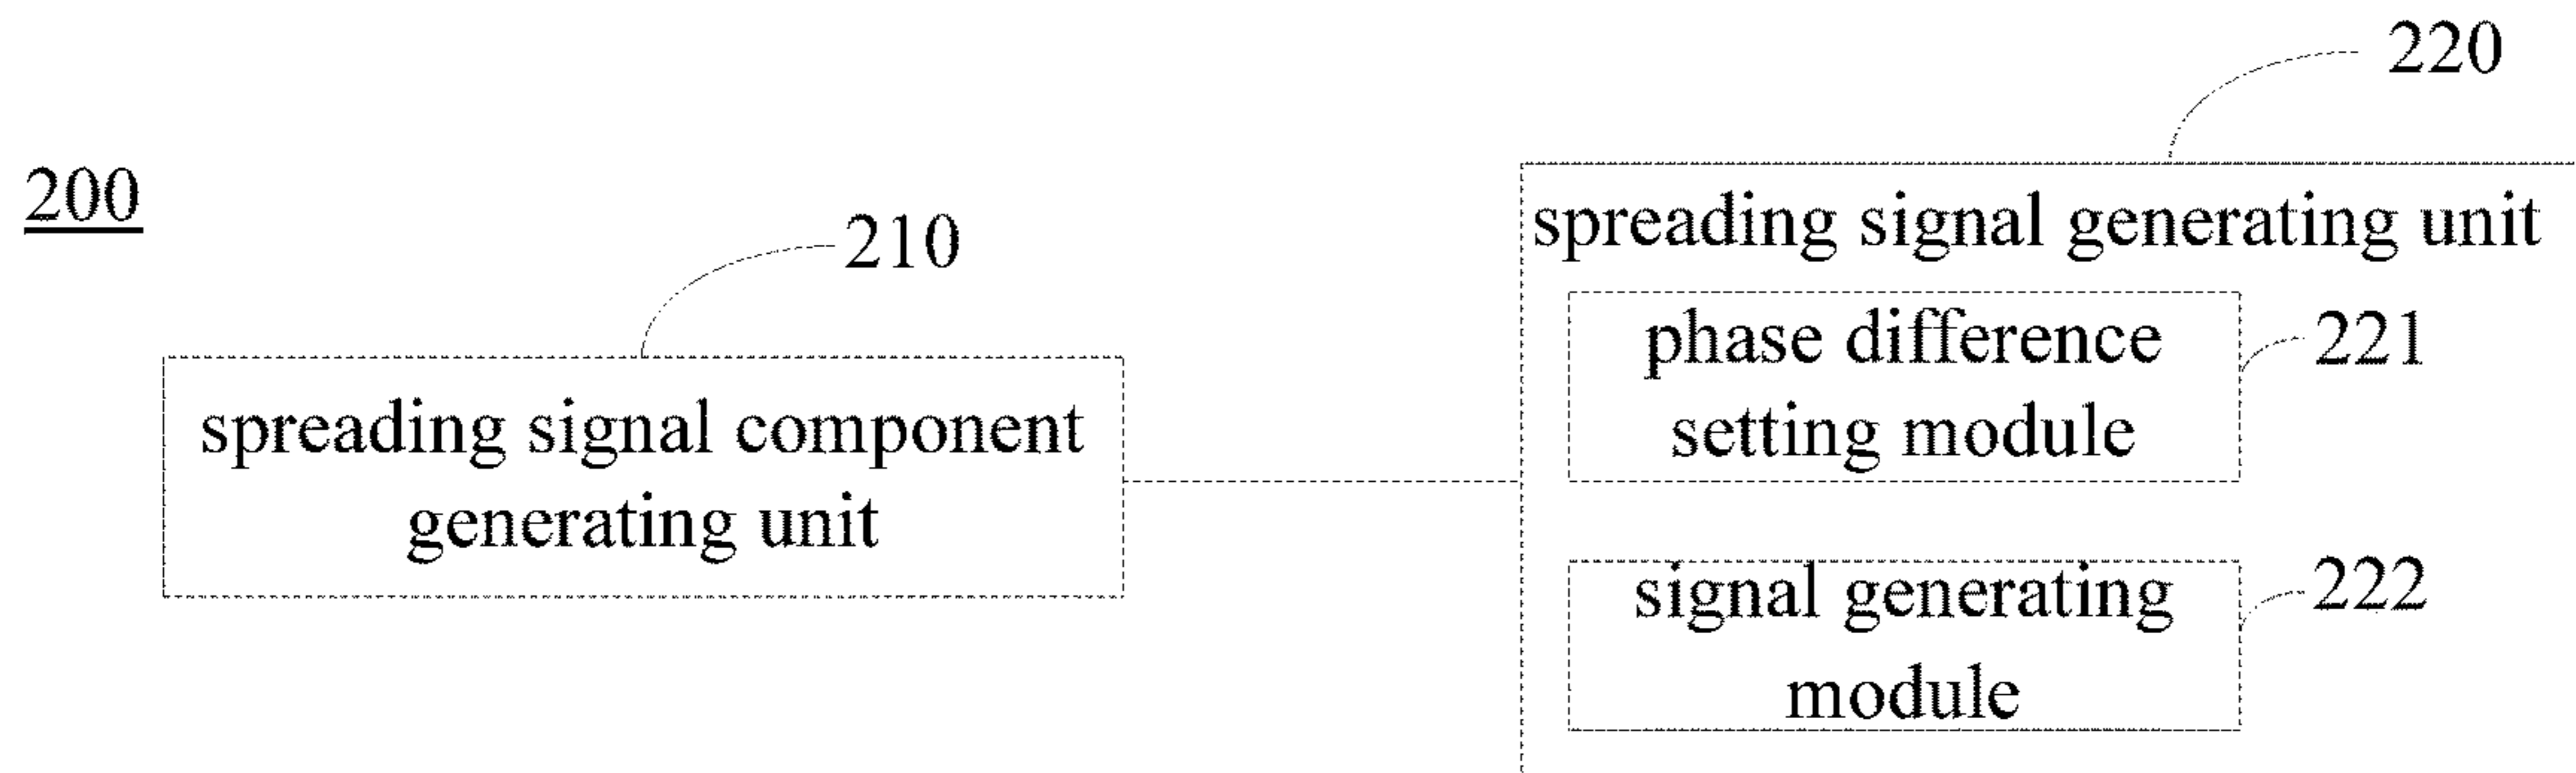 200
210
spreading signal component
generating unit
220
spreading signal generating unit
phase difference
setting module
221
signal generating
module
222